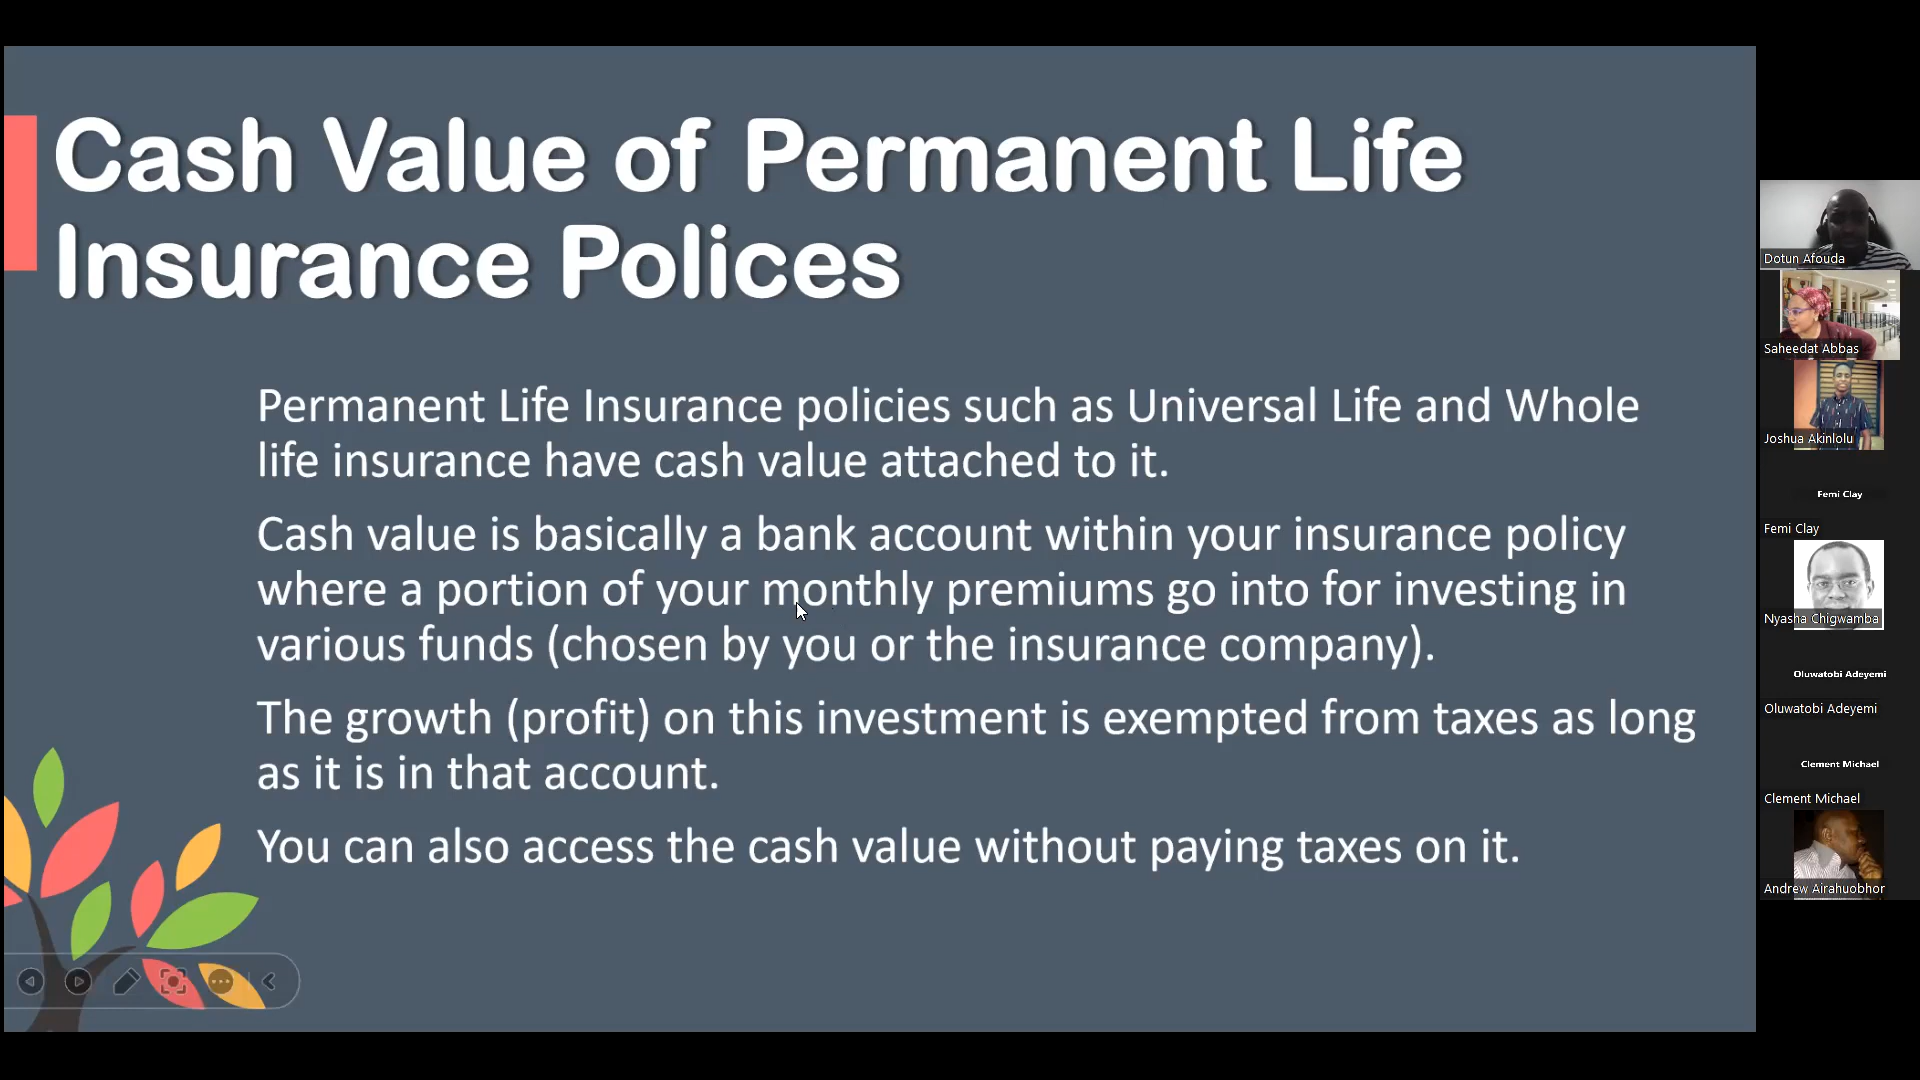 Cash Value of Permanent Life
Insurance Polices
Permanent Life Insurance policies such as Universal Life and Whole
life insurance have cash value attached to it.
Cash value is basically a bank account within your insurance policy
where a portion of your monthly premiums go into for investing in
various funds (chosen by you or the insurance company).
The growth (profit) on this investment is exempted from taxes as long
as it is in that account.
You can also access the cash value without paying taxes on it.
Dotun Afouda
Saheedat Abbas
Joshua Akinlolu
Femi Clay
Femi Clay
Nyasha Chigwamba
Oluwatobi Adeyemi
Oluwatobi Adeyemi
Clement Michael
Clement Michael
Andrew Airahuobhor